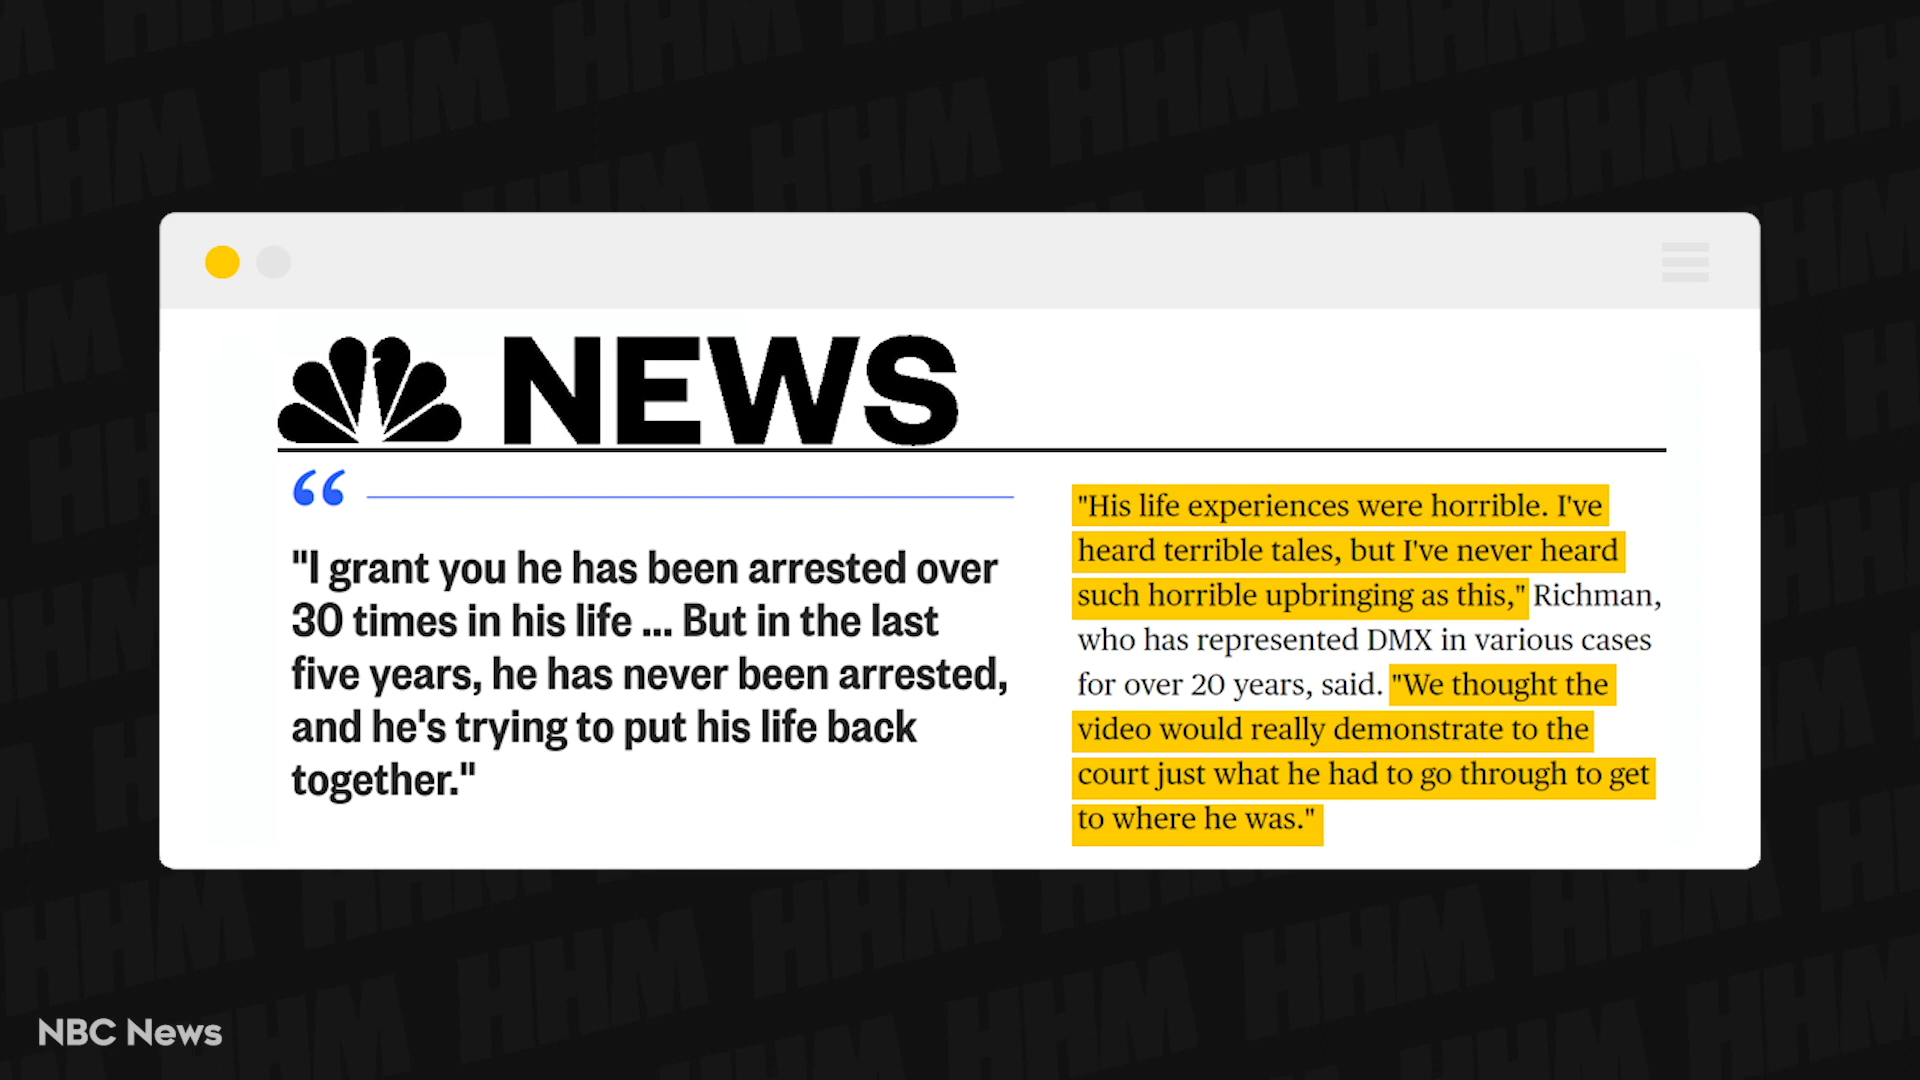 NEWS
“
"I grant you he has been arrested over
30 times in his life ... But in the last
five years, he has never been arrested,
and he's trying to put his life back
together."
"His life experiences were horrible. I've
heard terrible tales, but I've never heard
such horrible upbringing as this," Richman,
who has represented DMX in various cases
for over 20 years, said. "We thought the
video would really demonstrate to the
court just what he had to go through to get
to where he was."
NBC News
HHM